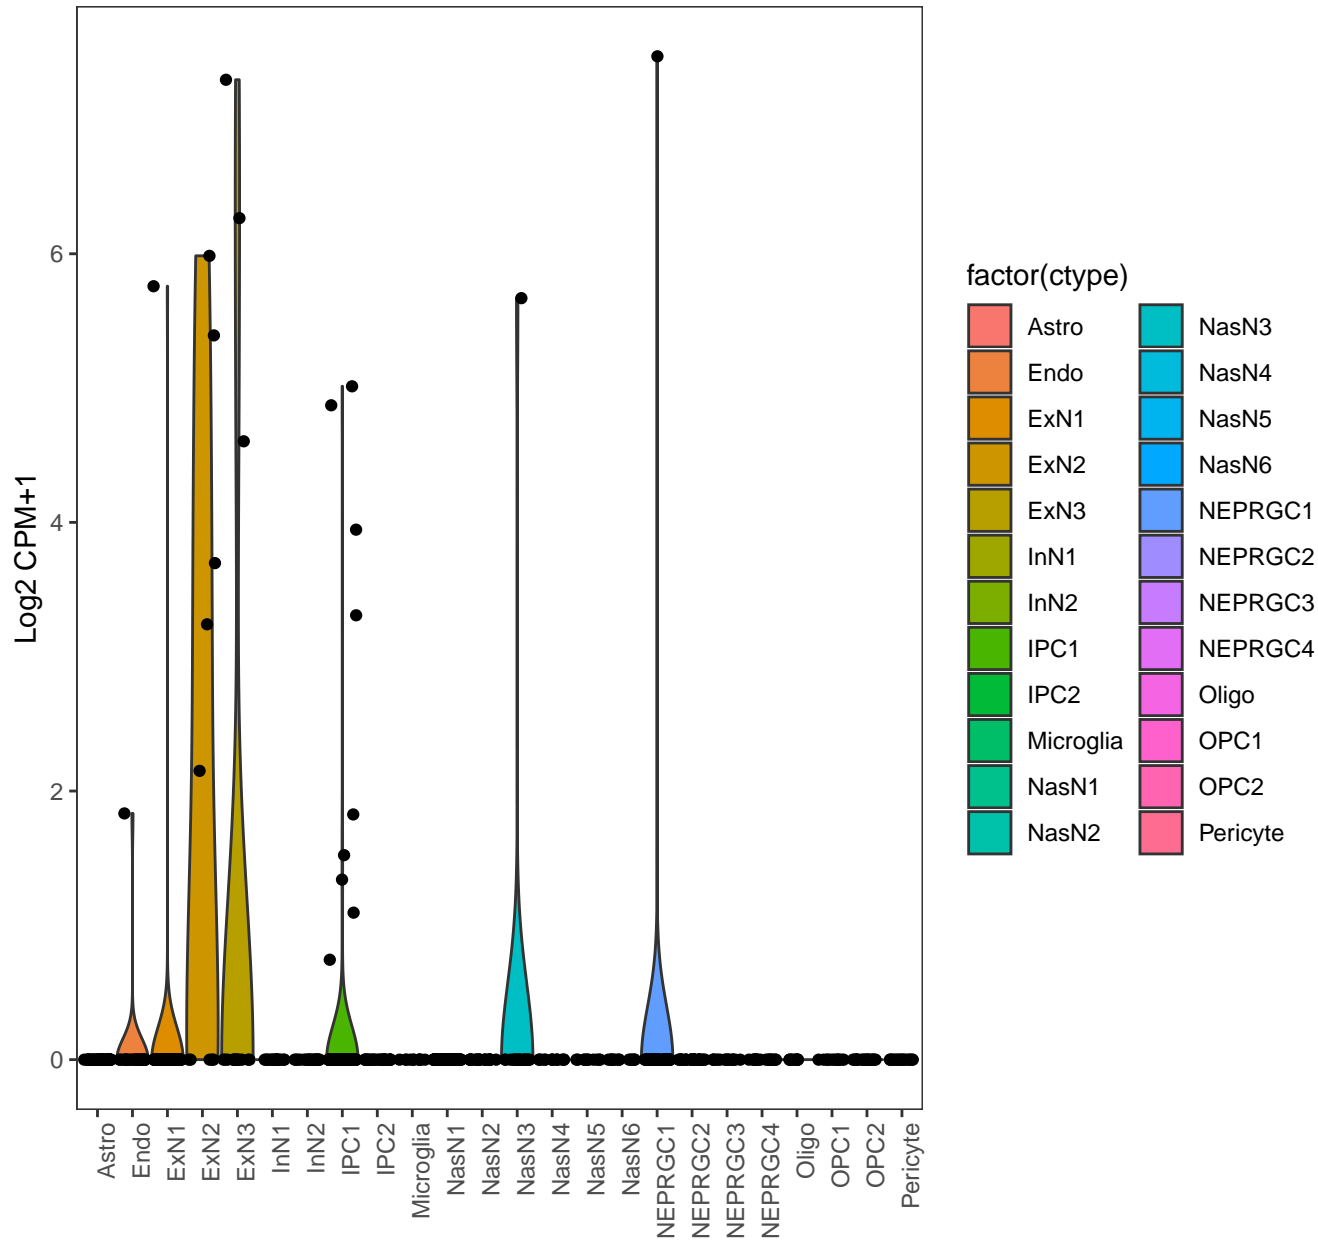 Log2 CPM+1
6
4
2
0
Astro
Endo
ExN1
ExN2
ExN3
InN1
InN2
IPC1
IPC2
Microglia
NasN1
NasN2
NasN3
NasN4
NasN5
NasN6
NEPRGC1
NEPRGC2
NEPRGC3
NEPRGC4
Oligo
OPC1
OPC2
Pericyte
factor(ctype)
Astro
Endo
ExN1
ExN2
ExN3
InN1
InN2
IPC1
IPC2
Microglia
NasN1
NasN2
NasN3
NasN4
NasN5
NasN6
NEPRGC1
NEPRGC2
NEPRGC3
NEPRGC4
Oligo
OPC1
OPC2
Pericyte